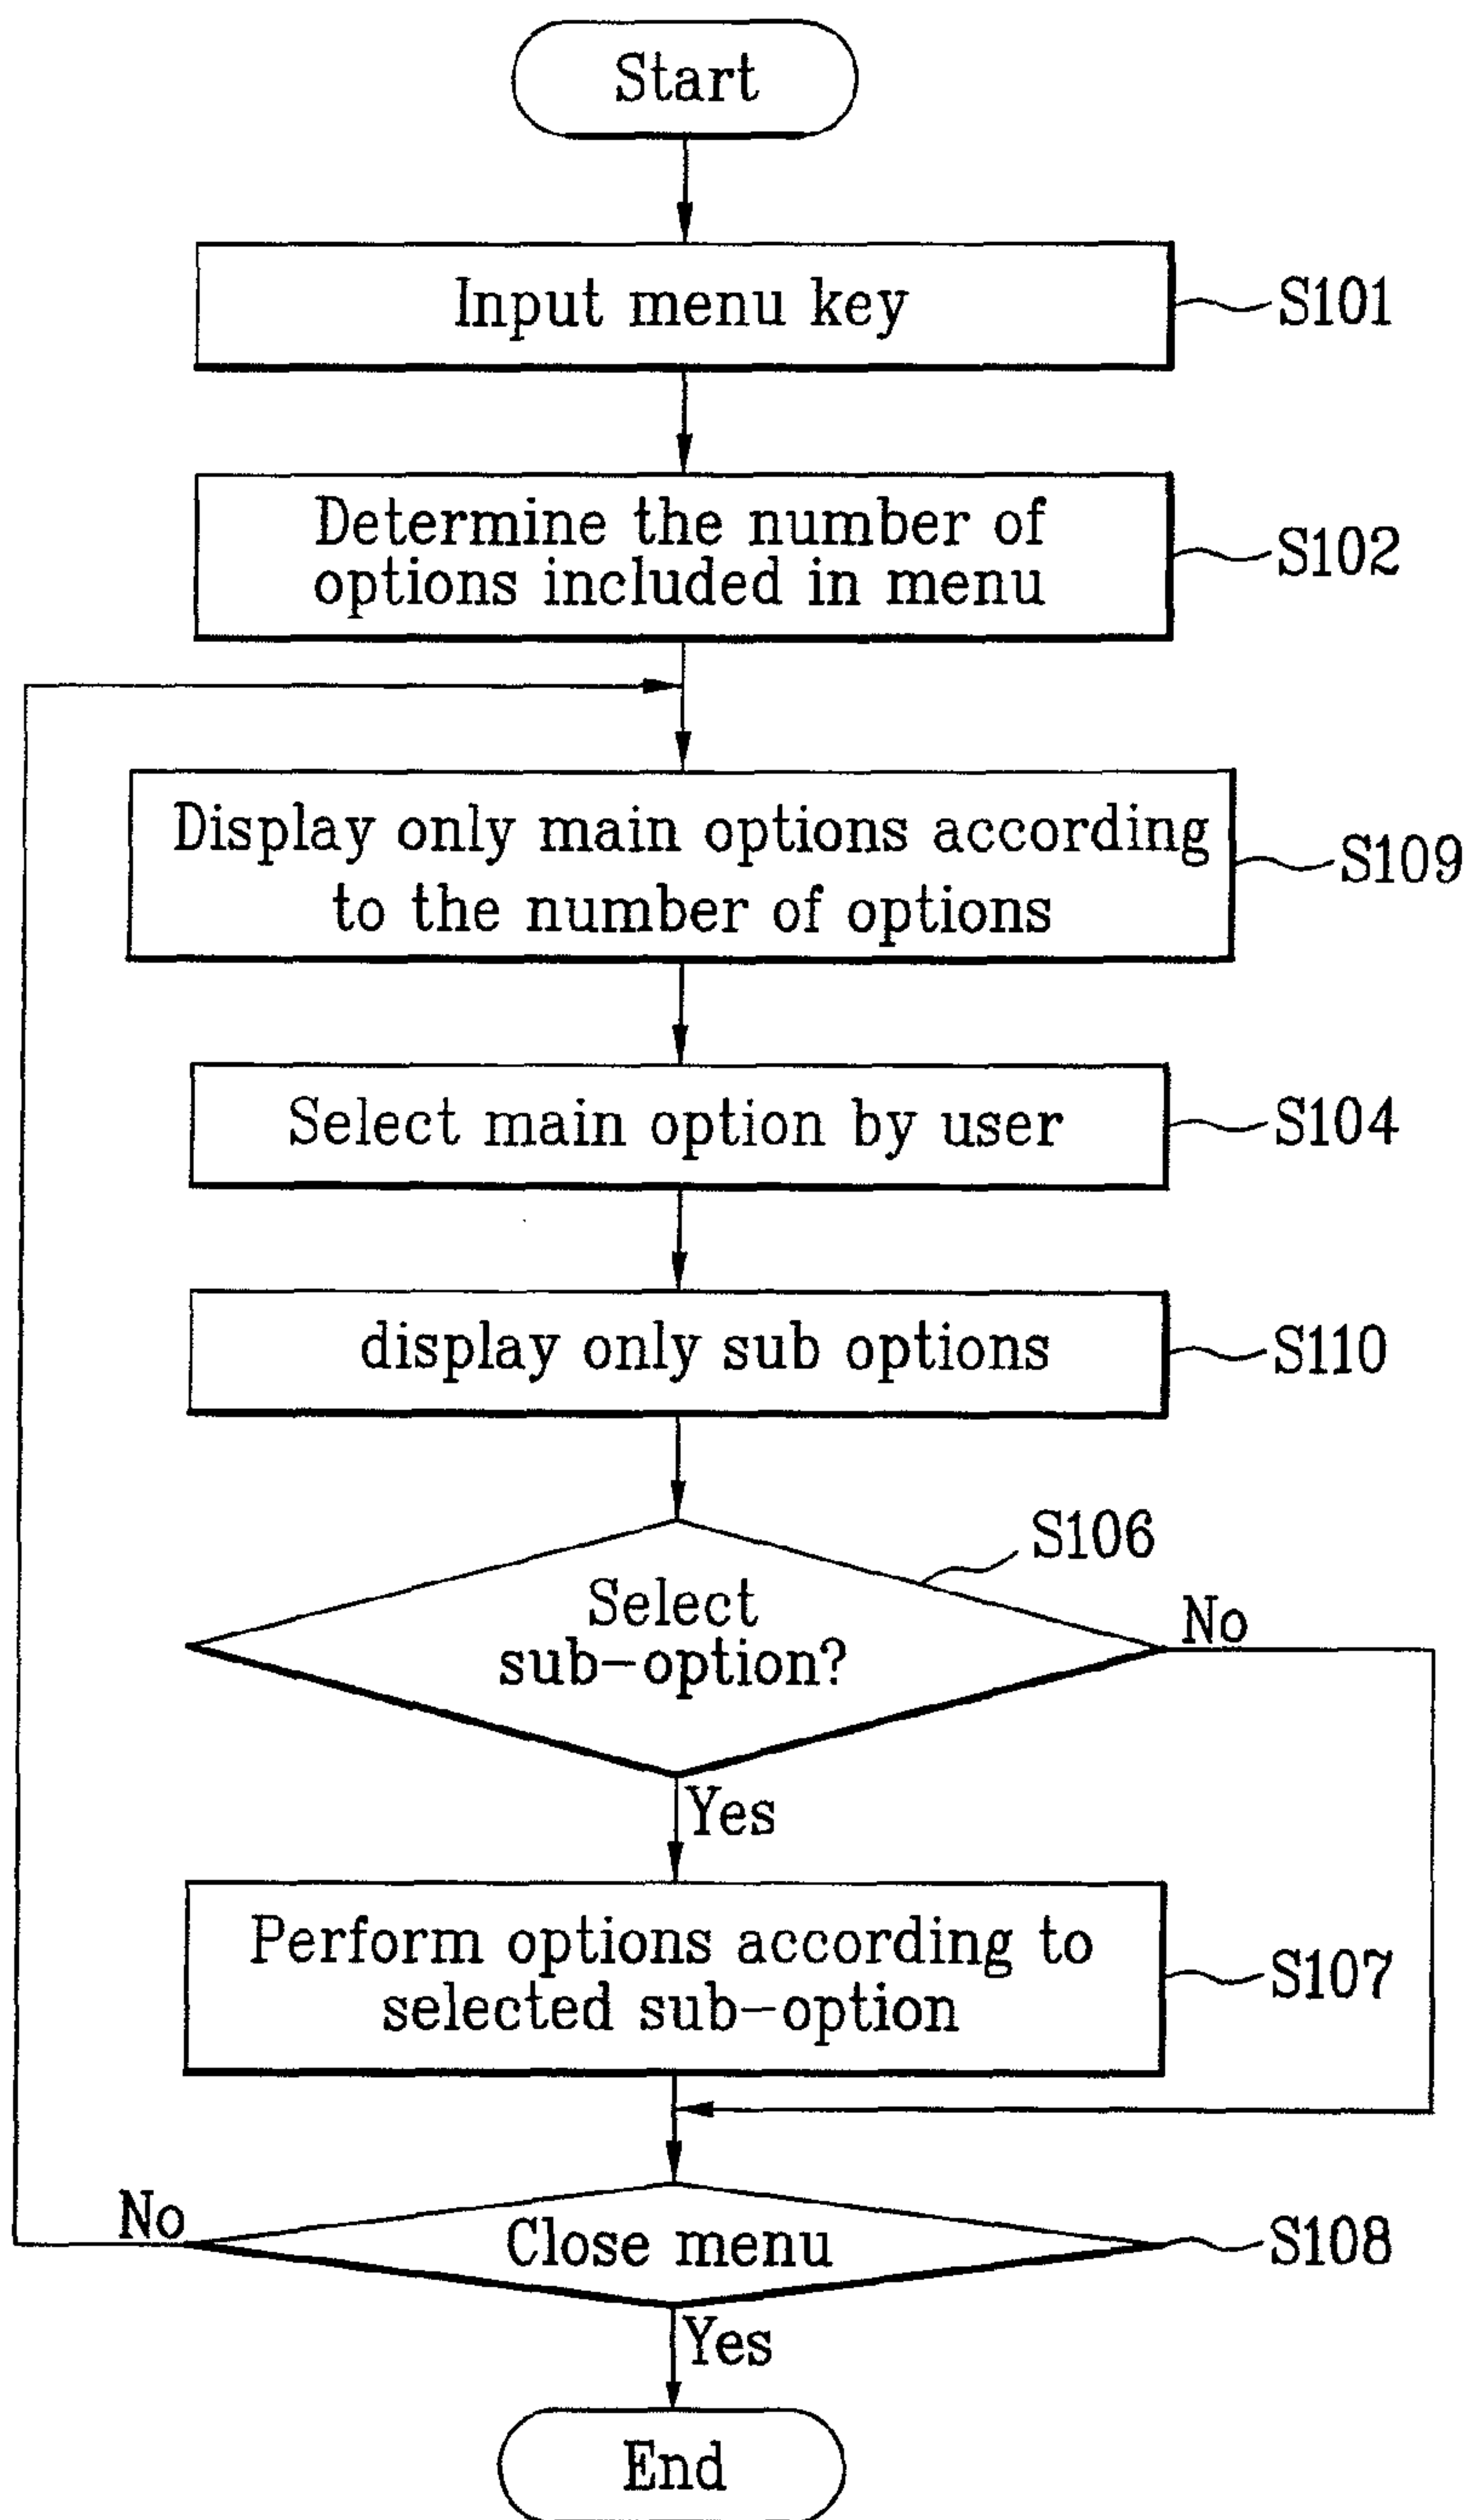 Start
Input menu key
S101
Determine the number of
options included in menu
S102
Display only main options according
to the number of options
S109
Select main option by user
S104
display only sub options
S110
S106
Select
sub-option?
No
Yes
Perform options according to
selected sub-option
S107
No
Close menu
S108
Yes
End